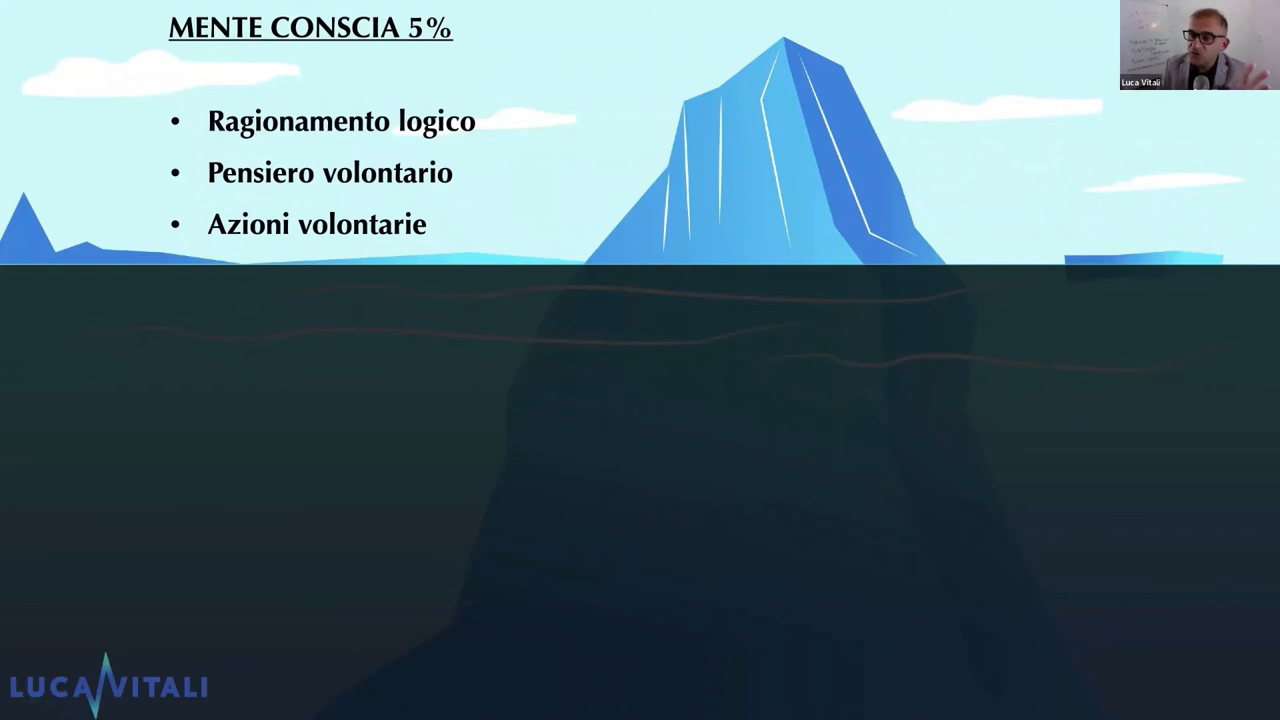 MENTE CONSCIA 5%
• Ragionamento logico
• Pensiero volontario
• Azioni volontarie
Luca Vitali
LUCA VITALI